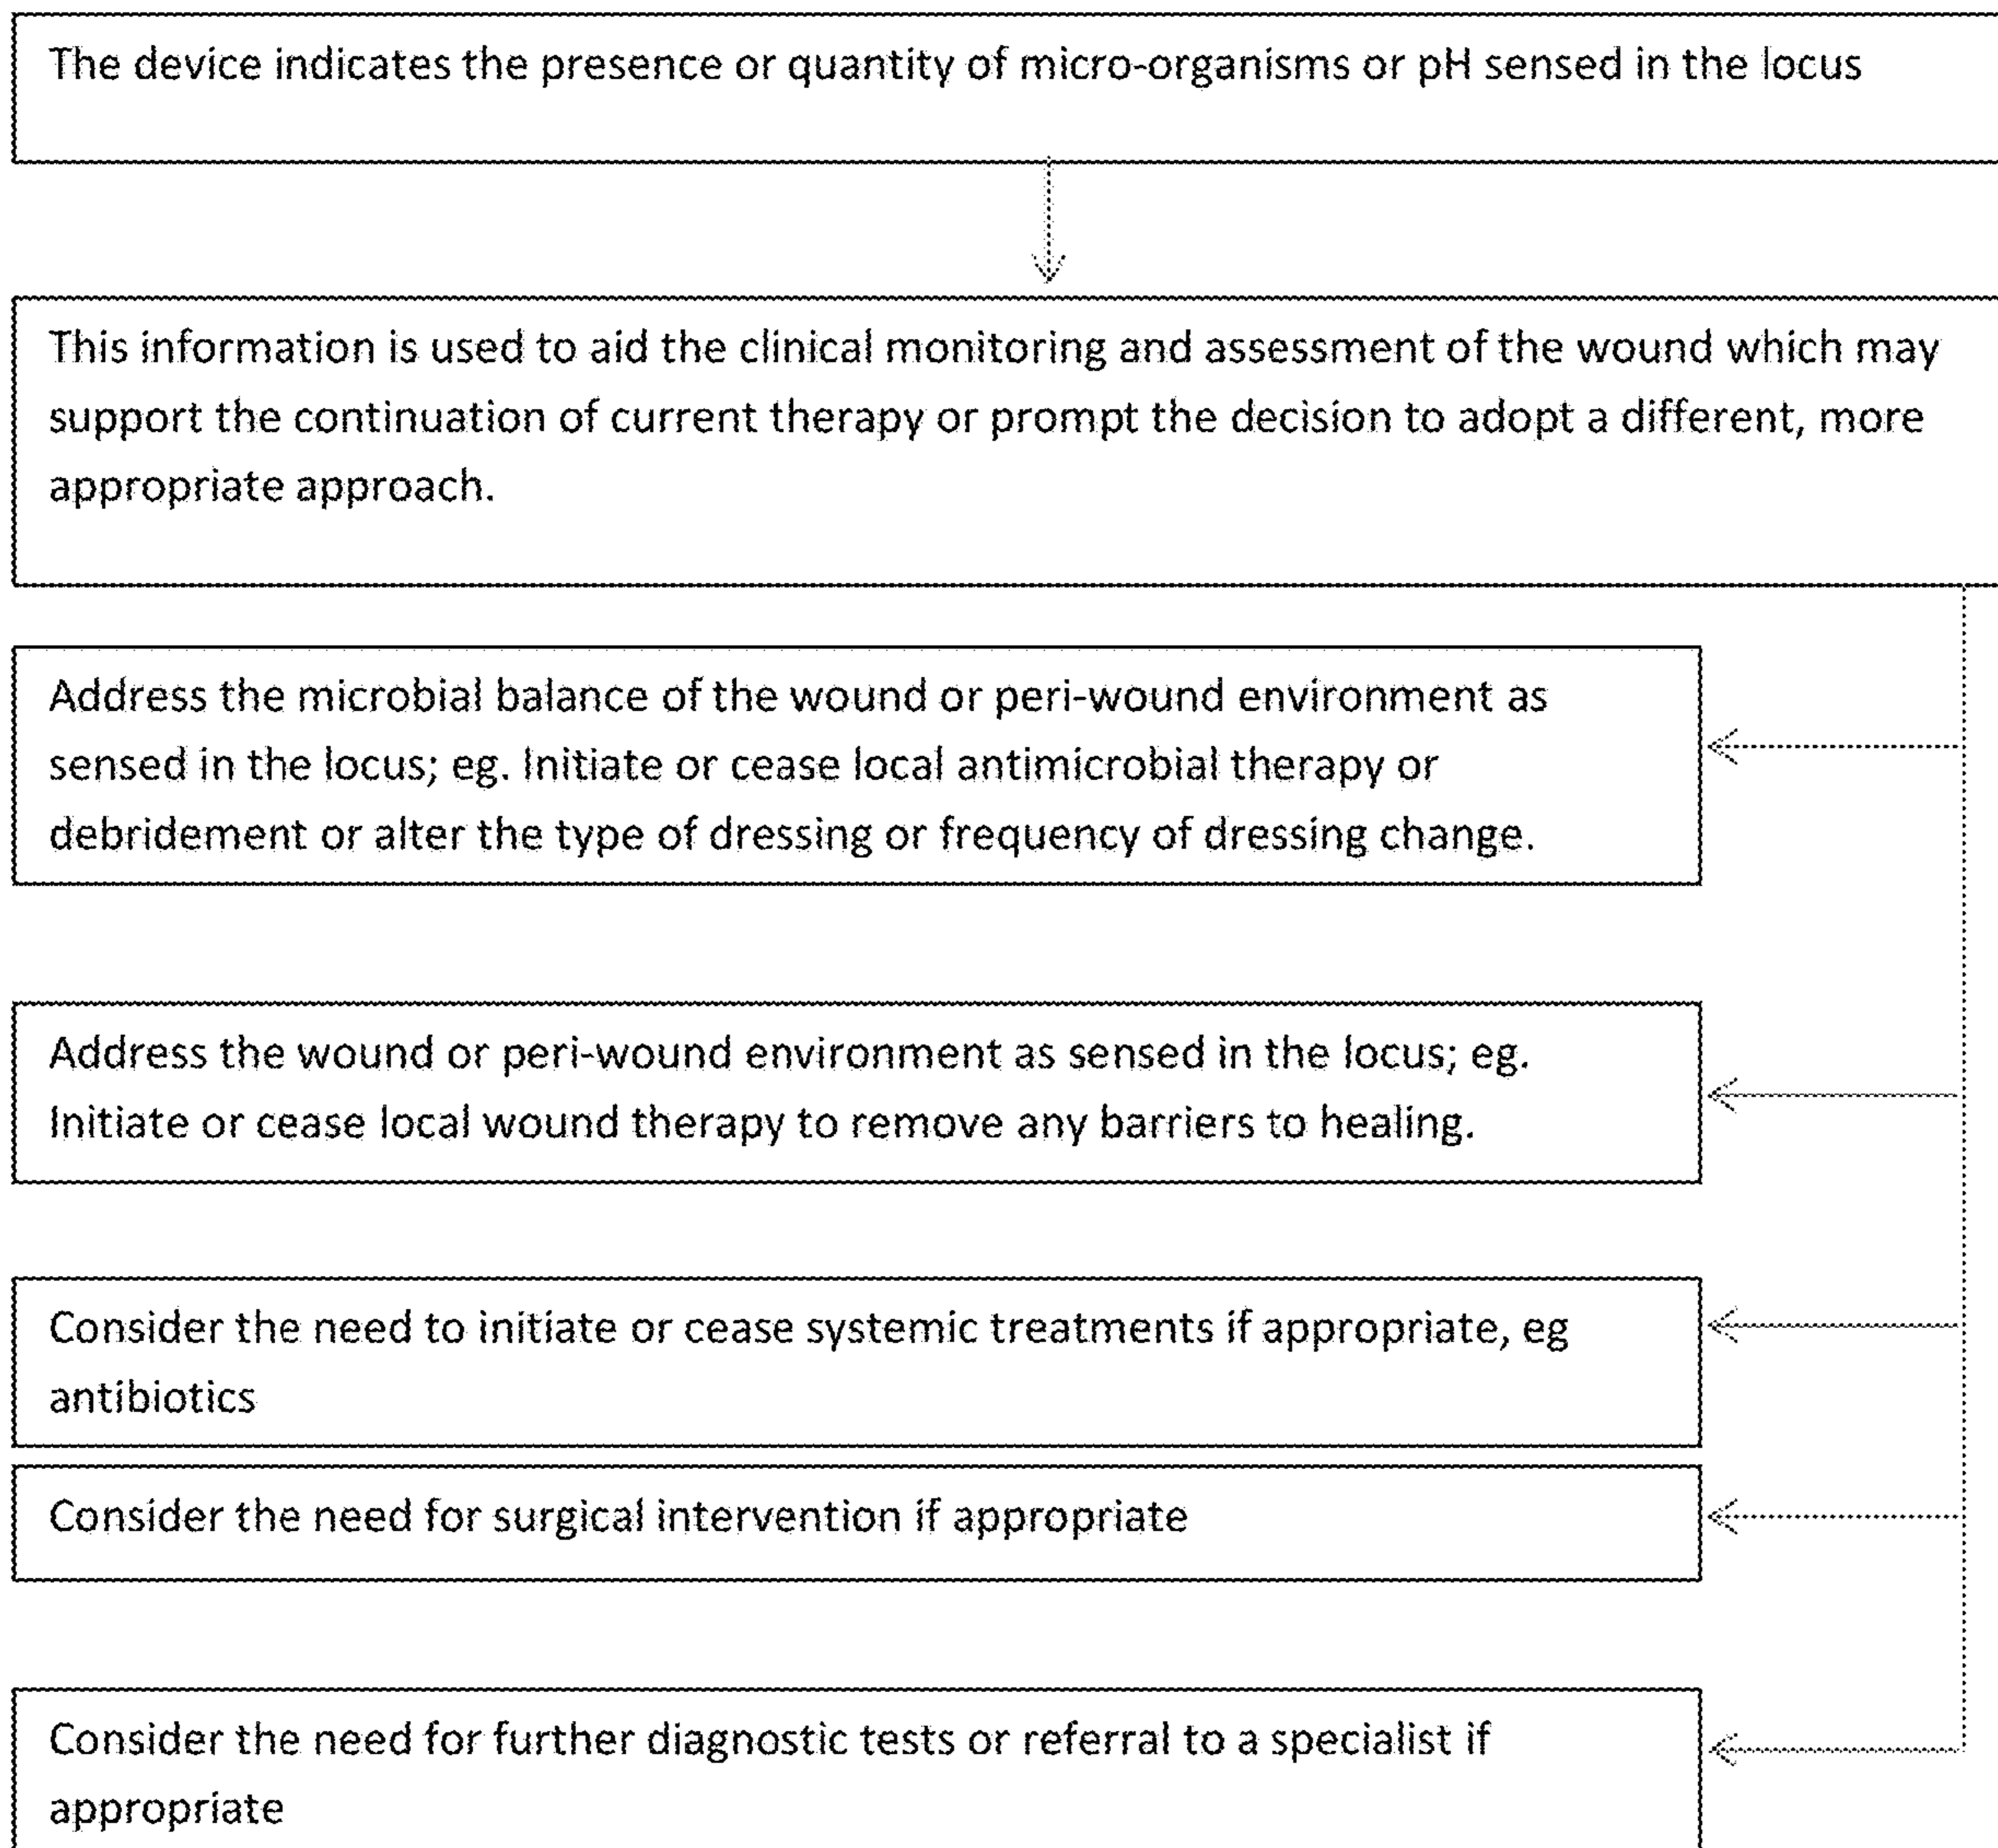 The device indicates the presence or quantity of micro-organisms or pH sensed in the locus
This information is used to aid the clinical monitoring and assessment of the wound which may
support the continuation of current therapy or prompt the decision to adopt a different, more
appropriate approach.
Address the microbial balance of the wound or peri-wound environment as
sensed in the locus; eg. Initiate or cease local antimicrobial therapy or
debridement or alter the type of dressing or frequency of dressing change.
Address the wound or peri-wound environment as sensed in the locus; eg.
Initiate or cease local wound therapy to remove any barriers to healing.
Consider the need to initiate or cease systemic treatments if appropriate, eg
antibiotics
Consider the need for surgical intervention if appropriate
Consider the need for further diagnostic tests or referral to a specialist if
appropriate